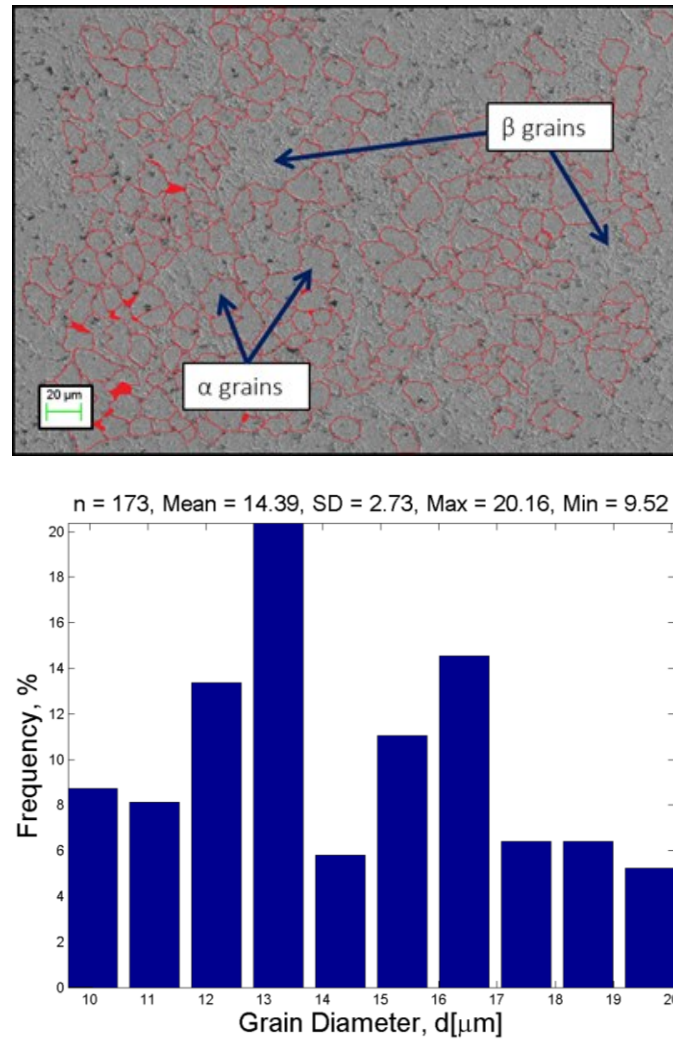 β grains
α grains
20 μm
n = 173, Mean = 14.39, SD = 2.73, Max = 20.16, Min = 9.52
20
18
16
14
12
10
8
6
4
2
0
Frequency, %
10 11 12 13 14 15 16 17 18 19 20
Grain Diameter, d[μm]